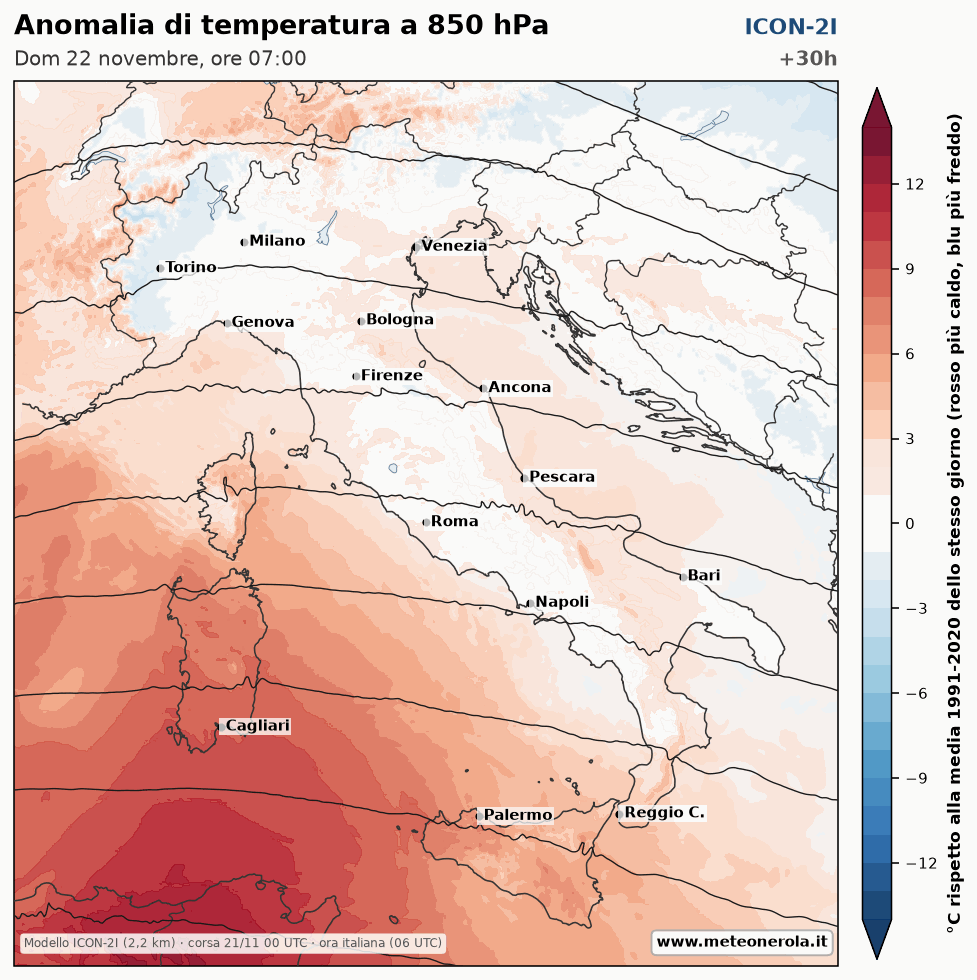 Anomalia di temperatura a 850 hPa
ICON-2I
Dom 22 novembre, ore 07:00
+30h
Milano
Venezia
Torino
Genova
Bologna
Firenze
Ancona
Pescara
Roma
Bari
Napoli
Cagliari
Palermo
Reggio C.
Modello ICON-2I (2,2 km) · corsa 21/11 00 UTC · ora italiana (06 UTC)
www.meteonerola.it
12
9
6
3
0
−3
−6
−9
−12
°C rispetto alla media 1991-2020 dello stesso giorno (rosso più caldo, blu più freddo)